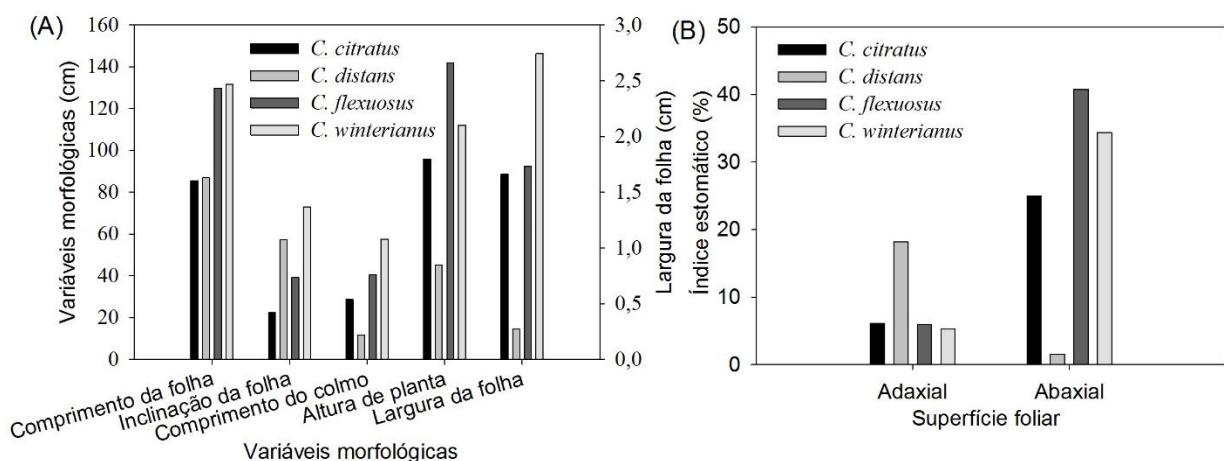 (A)
160
140
120
100
80
60
40
20
0
Variáveis morfológicas (cm)
C. citratus
C. distans
C. flexuosus
C. winterianus
3,0
2,5
2,0
1,5
1,0
0,5
0,0
Largura da folha (cm)
Comprimento da folha
Inclinação da folha
Comprimento do colmo
Altura de planta
Largura da folha
Variáveis morfológicas
(B)
50
40
30
20
10
0
Índice estomático (%)
C. citratus
C. distans
C. flexuosus
C. winterianus
Adaxial
Abaxial
Superfície foliar